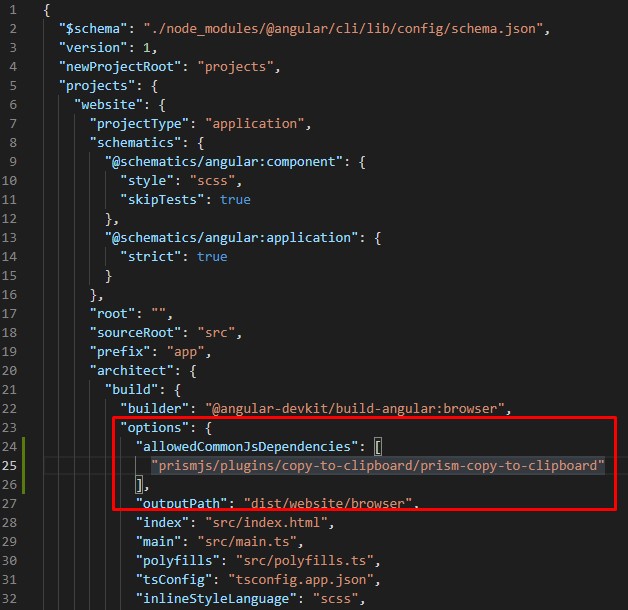 1 {
2 "$schema": "./node_modules/@angular/cli/lib/config/schema.json",
3 "version": 1,
4 "newProjectRoot": "projects",
5 "projects": {
6 "website": {
7 "projectType": "application",
8 "schematics": {
9 "@schematics/angular:component": {
10 "style": "scss",
11 "skipTests": true
12 },
13 "@schematics/angular:application": {
14 "strict": true
15 }
16 },
17 "root": "",
18 "sourceRoot": "src",
19 "prefix": "app",
20 "architect": {
21 "build": {
22 "builder": "@angular-devkit/build-angular:browser",
23 "options": {
24 "allowedCommonJsDependencies": [
25 "prismjs/plugins/copy-to-clipboard/prism-copy-to-clipboard"
26 ],
27 "outputPath": "dist/website/browser",
28 "index": "src/index.html",
29 "main": "src/main.ts",
30 "polyfills": "src/polyfills.ts",
31 "tsConfig": "tsconfig.app.json",
32 "inlineStyleLanguage": "scss",